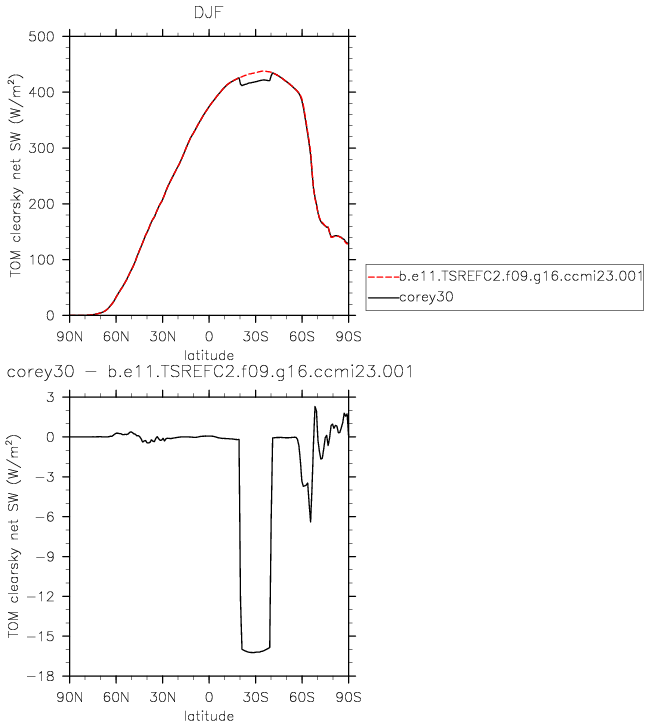 DJF
500
400
300
200
100
0
TOM clearsky net SW (W/m²)
90N 60N 30N 0 30S 60S 90S
latitude
b.e11.TSREFC2.f09.g16.ccmi23.001
corey30
corey30 − b.e11.TSREFC2.f09.g16.ccmi23.001
3
0
−3
−6
−9
−12
−15
−18
TOM clearsky net SW (W/m²)
90N 60N 30N 0 30S 60S 90S
latitude